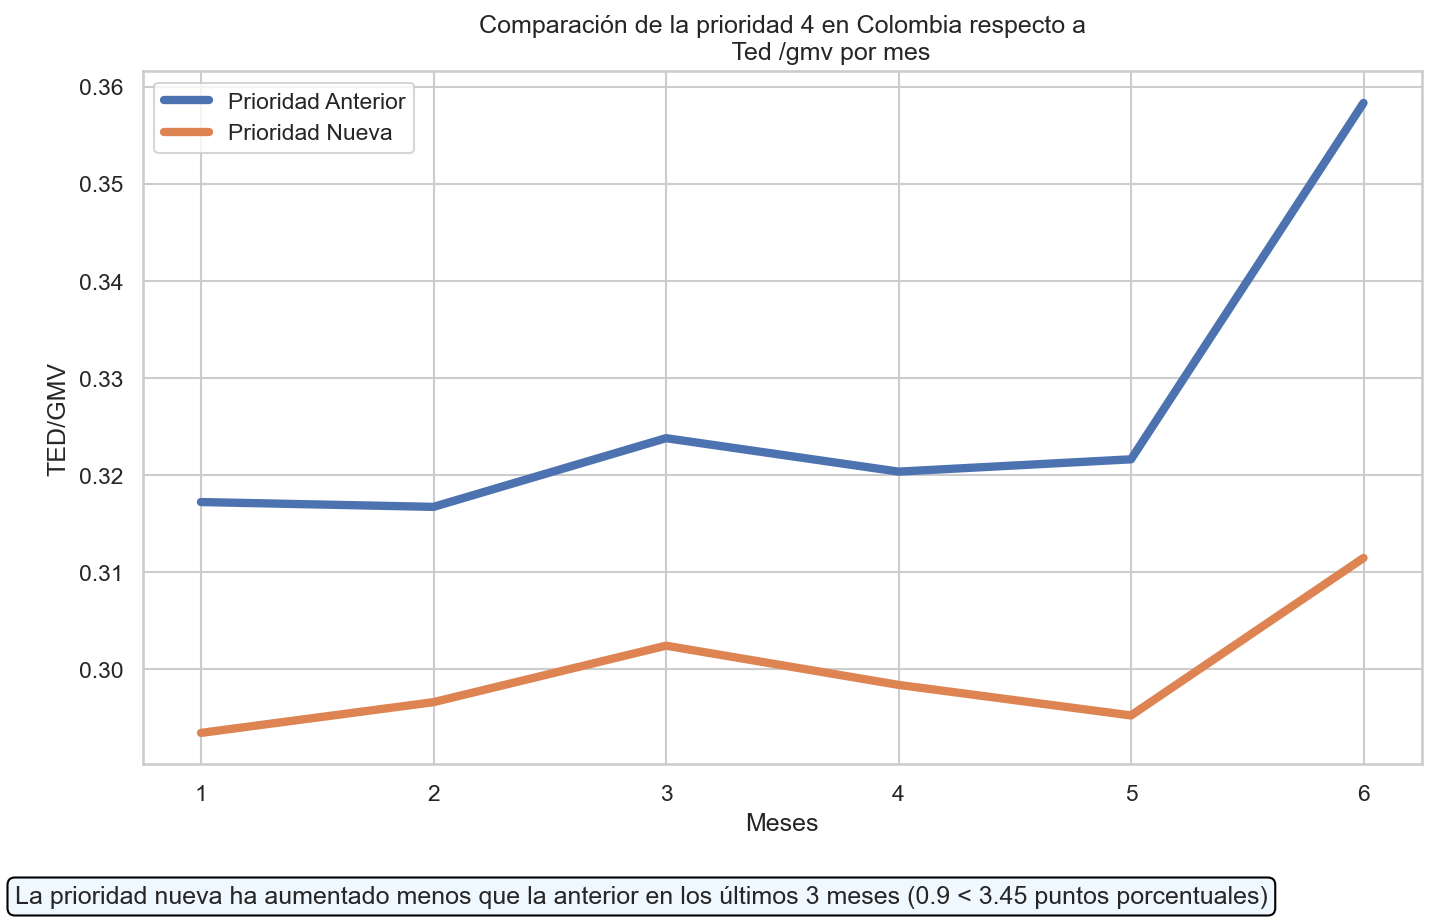 Comparación de la prioridad 4 en Colombia respecto a
Ted /gmv por mes
Prioridad Anterior
Prioridad Nueva
TED/GMV
0.36
0.35
0.34
0.33
0.32
0.31
0.30
1 2 3 4 5 6
Meses
La prioridad nueva ha aumentado menos que la anterior en los últimos 3 meses (0.9 < 3.45 puntos porcentuales)